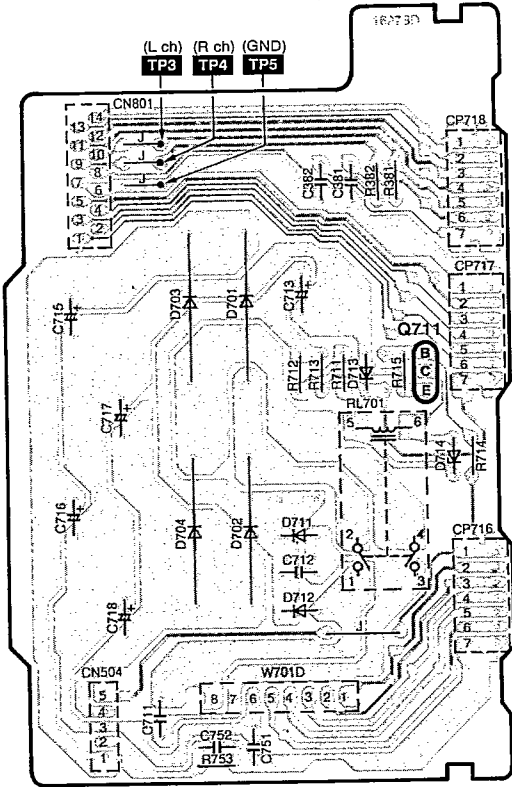 (L ch) (R ch) (GND)
TP3 TP4 TP5
CN801
14
13
12
11
10
9
8
7
6
5
4
3
2
1
J
J
J
C382
C381
R382
R381
CP718
1
2
3
4
5
6
7
CP717
1
2
3
4
5
6
7
C715
D703
D701
C713
Q711
B
C
E
R712
R713
R711
D713
R715
C717
RL701
5
6
D714
R714
C716
D704
D702
D711
2
4
C712
1
3
D712
CP716
1
2
3
4
5
6
7
C718
J
CN504
5
4
3
2
1
W701D
8 7 6 5 4 3 2 1
C711
C752
R753
C751